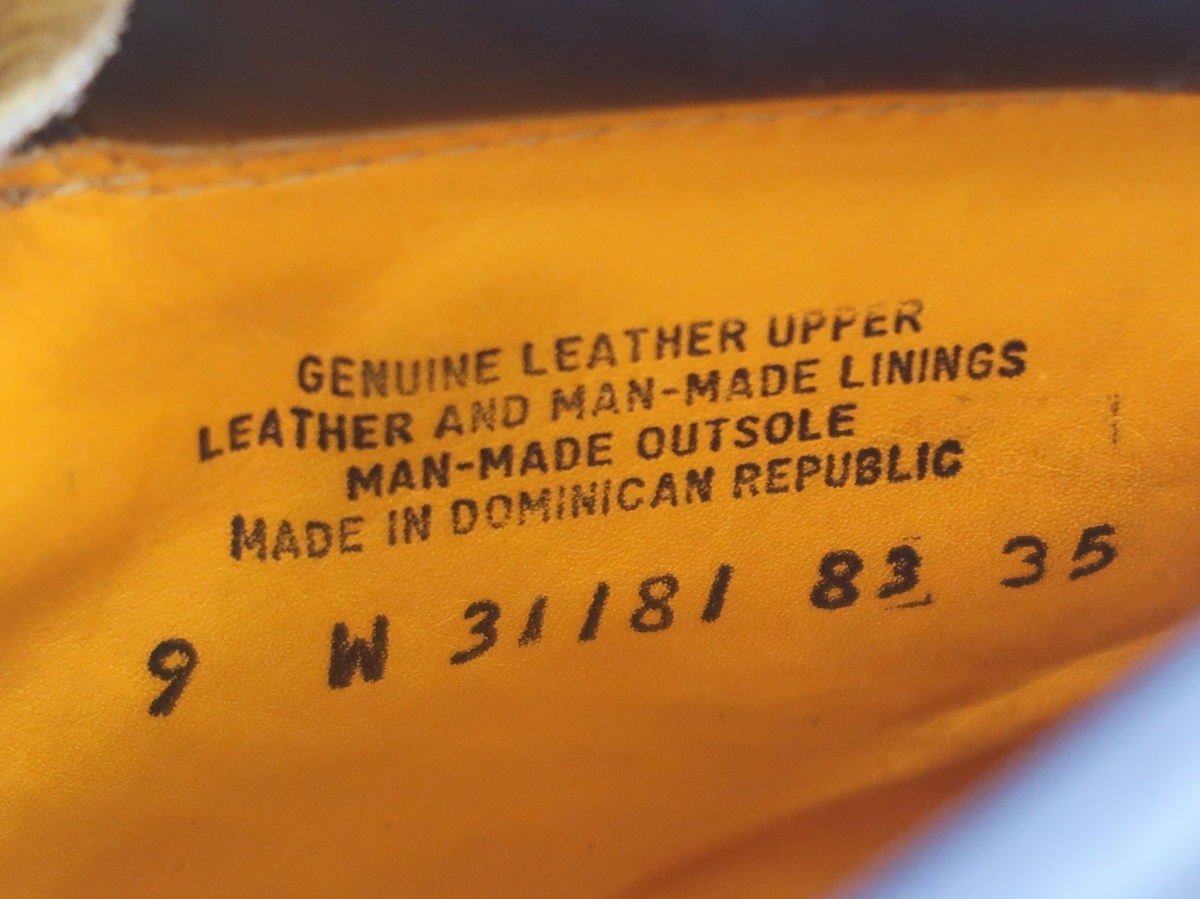 GENUINE LEATHER UPPER
LEATHER AND MAN-MADE LININGS
MAN-MADE OUTSOLE
MADE IN DOMINICAN REPUBLIC
9 W 31181 83 35